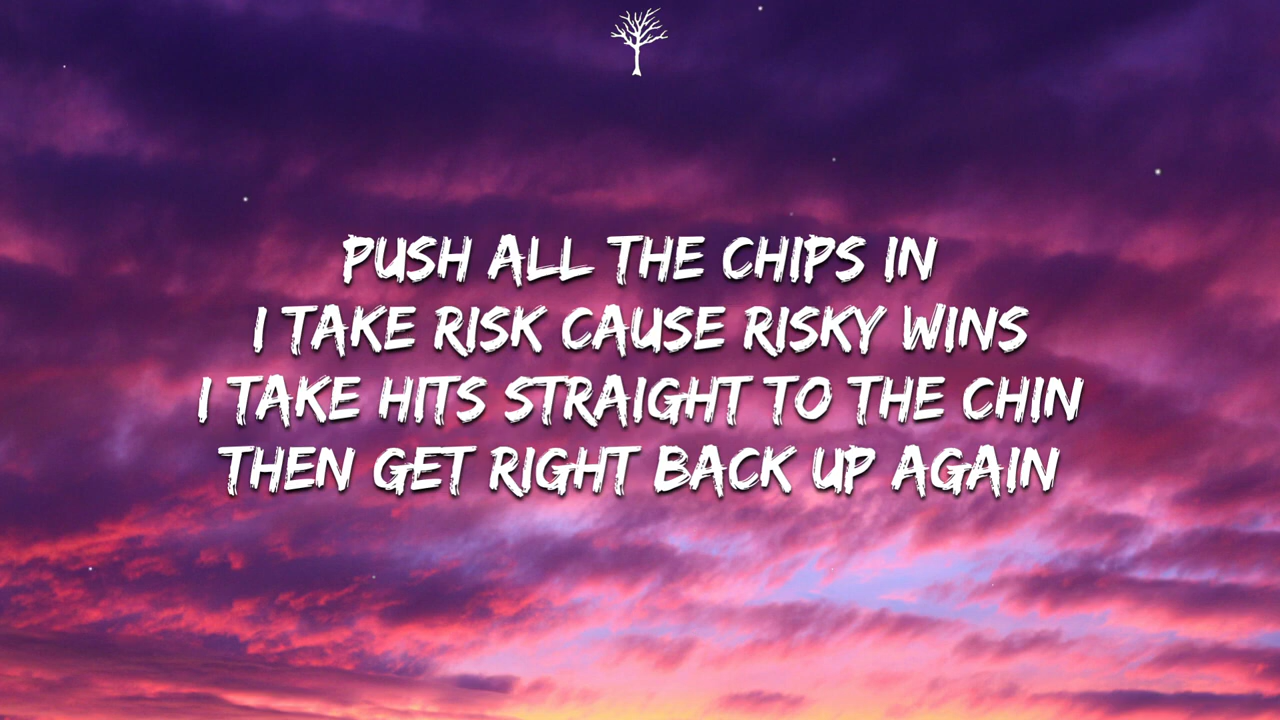 PUSH ALL THE CHIPS IN
I TAKE RISK CAUSE RISKY WINS
I TAKE HITS STRAIGHT TO THE CHIN
THEN GET RIGHT BACK UP AGAIN